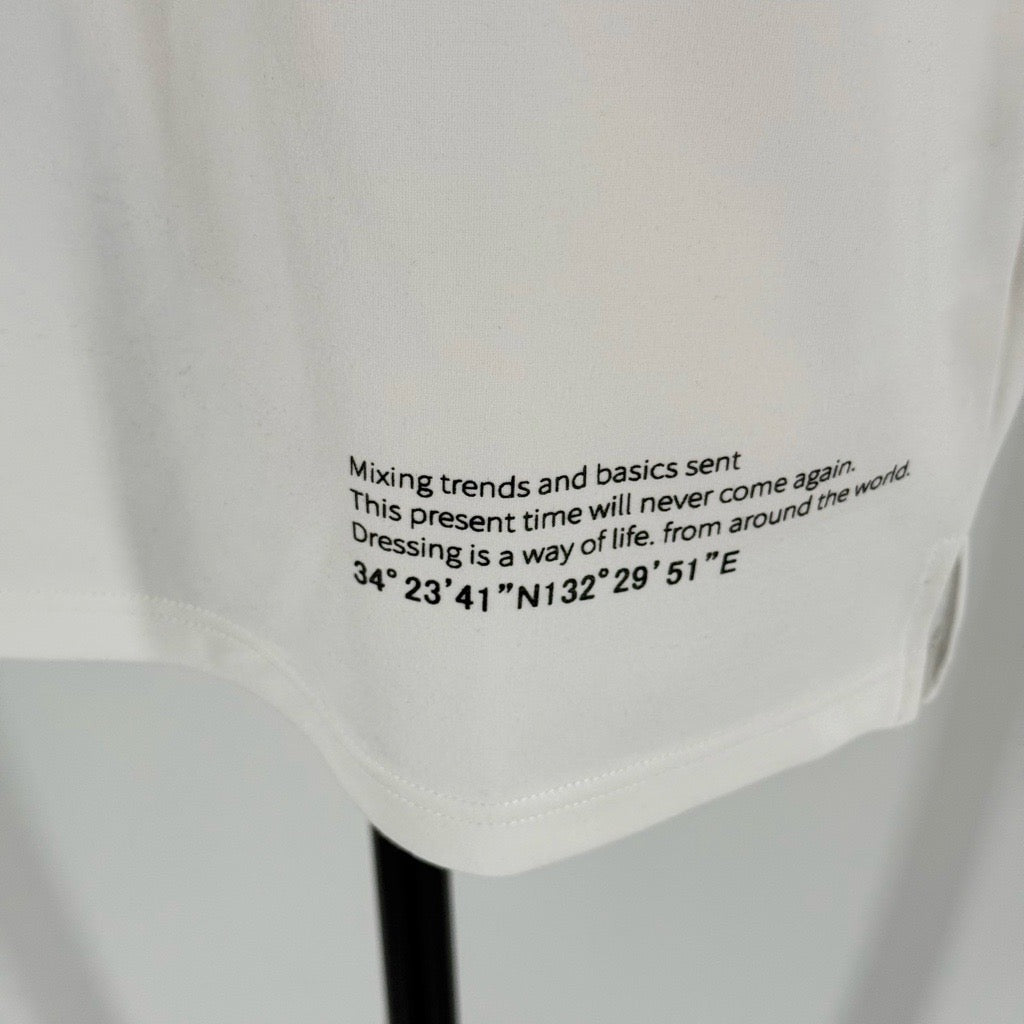 Mixing trends and basics sent
This present time will never come again.
Dressing is a way of life. from around the world.
34°23’41”N132°29’51”E